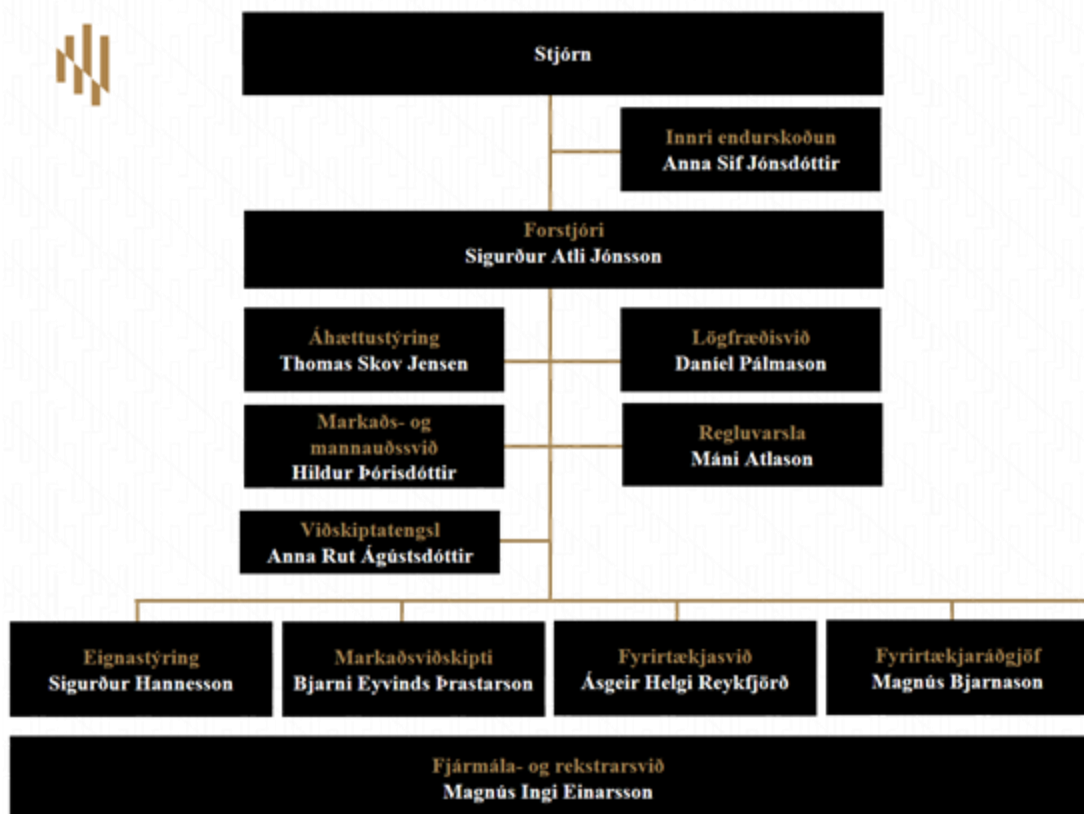 Stjórn
Innri endurskoðun
Anna Sif Jónsdóttir
Forstjóri
Sigurður Atli Jónsson
Áhættustýring
Thomas Skov Jensen
Lögfræðisvið
Daníel Pálmason
Markaðs- og
mannauðssvið
Hildur Þórisdóttir
Regluvarsla
Máni Atlason
Viðskiptatengsl
Anna Rut Ágústsdóttir
Eignastýring
Sigurður Hannesson
Markaðsviðskipti
Bjarni Eyvinds Þrastarson
Fyrirtækjasvið
Ásgeir Helgi Reykfjörð
Fyrirtækjaráðgjöf
Magnús Bjarnason
Fjármála- og rekstrarsvið
Magnús Ingi Einarsson